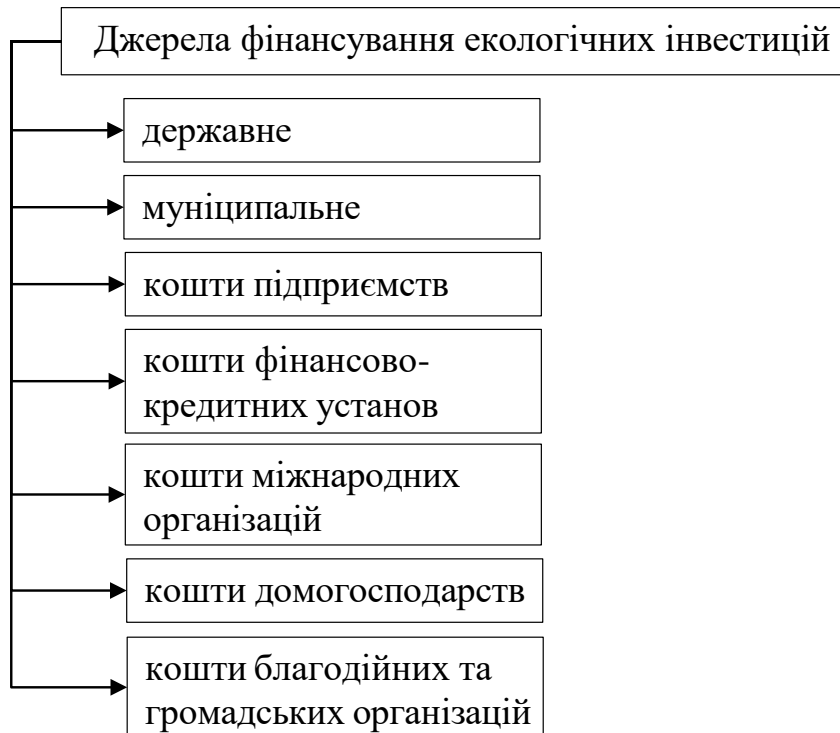 Джерела фінансування екологічних інвестицій
державне
муніципальне
кошти підприємств
кошти фінансово-
кредитних установ
кошти міжнародних
організацій
кошти домогосподарств
кошти благодійних та
громадських організацій